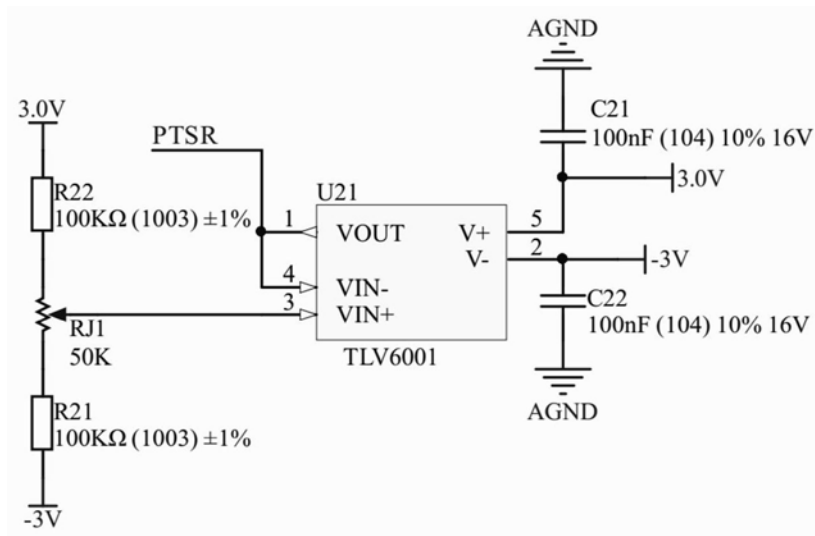 AGND
C21
100nF (104) 10% 16V
3.0V
PTSR
3.0V
R22
100KΩ (1003) ±1%
U21
1
VOUT
V+
5
4
VIN-
V-
2
-3V
3
VIN+
RJ1
50K
C22
100nF (104) 10% 16V
TLV6001
R21
100KΩ (1003) ±1%
AGND
-3V